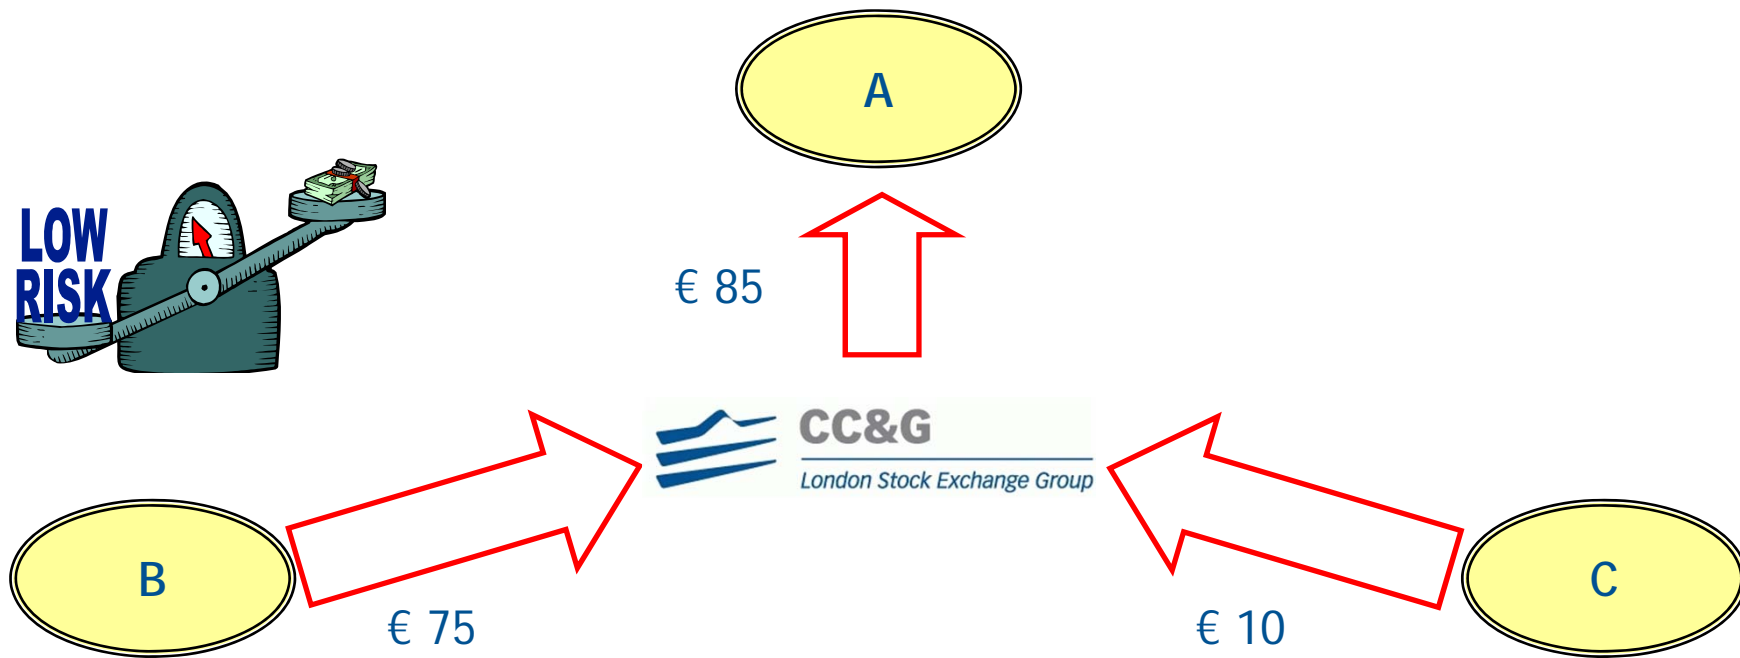 A
LOW
RISK
€ 85
CC&G
London Stock Exchange Group
B
C
€ 75
€ 10